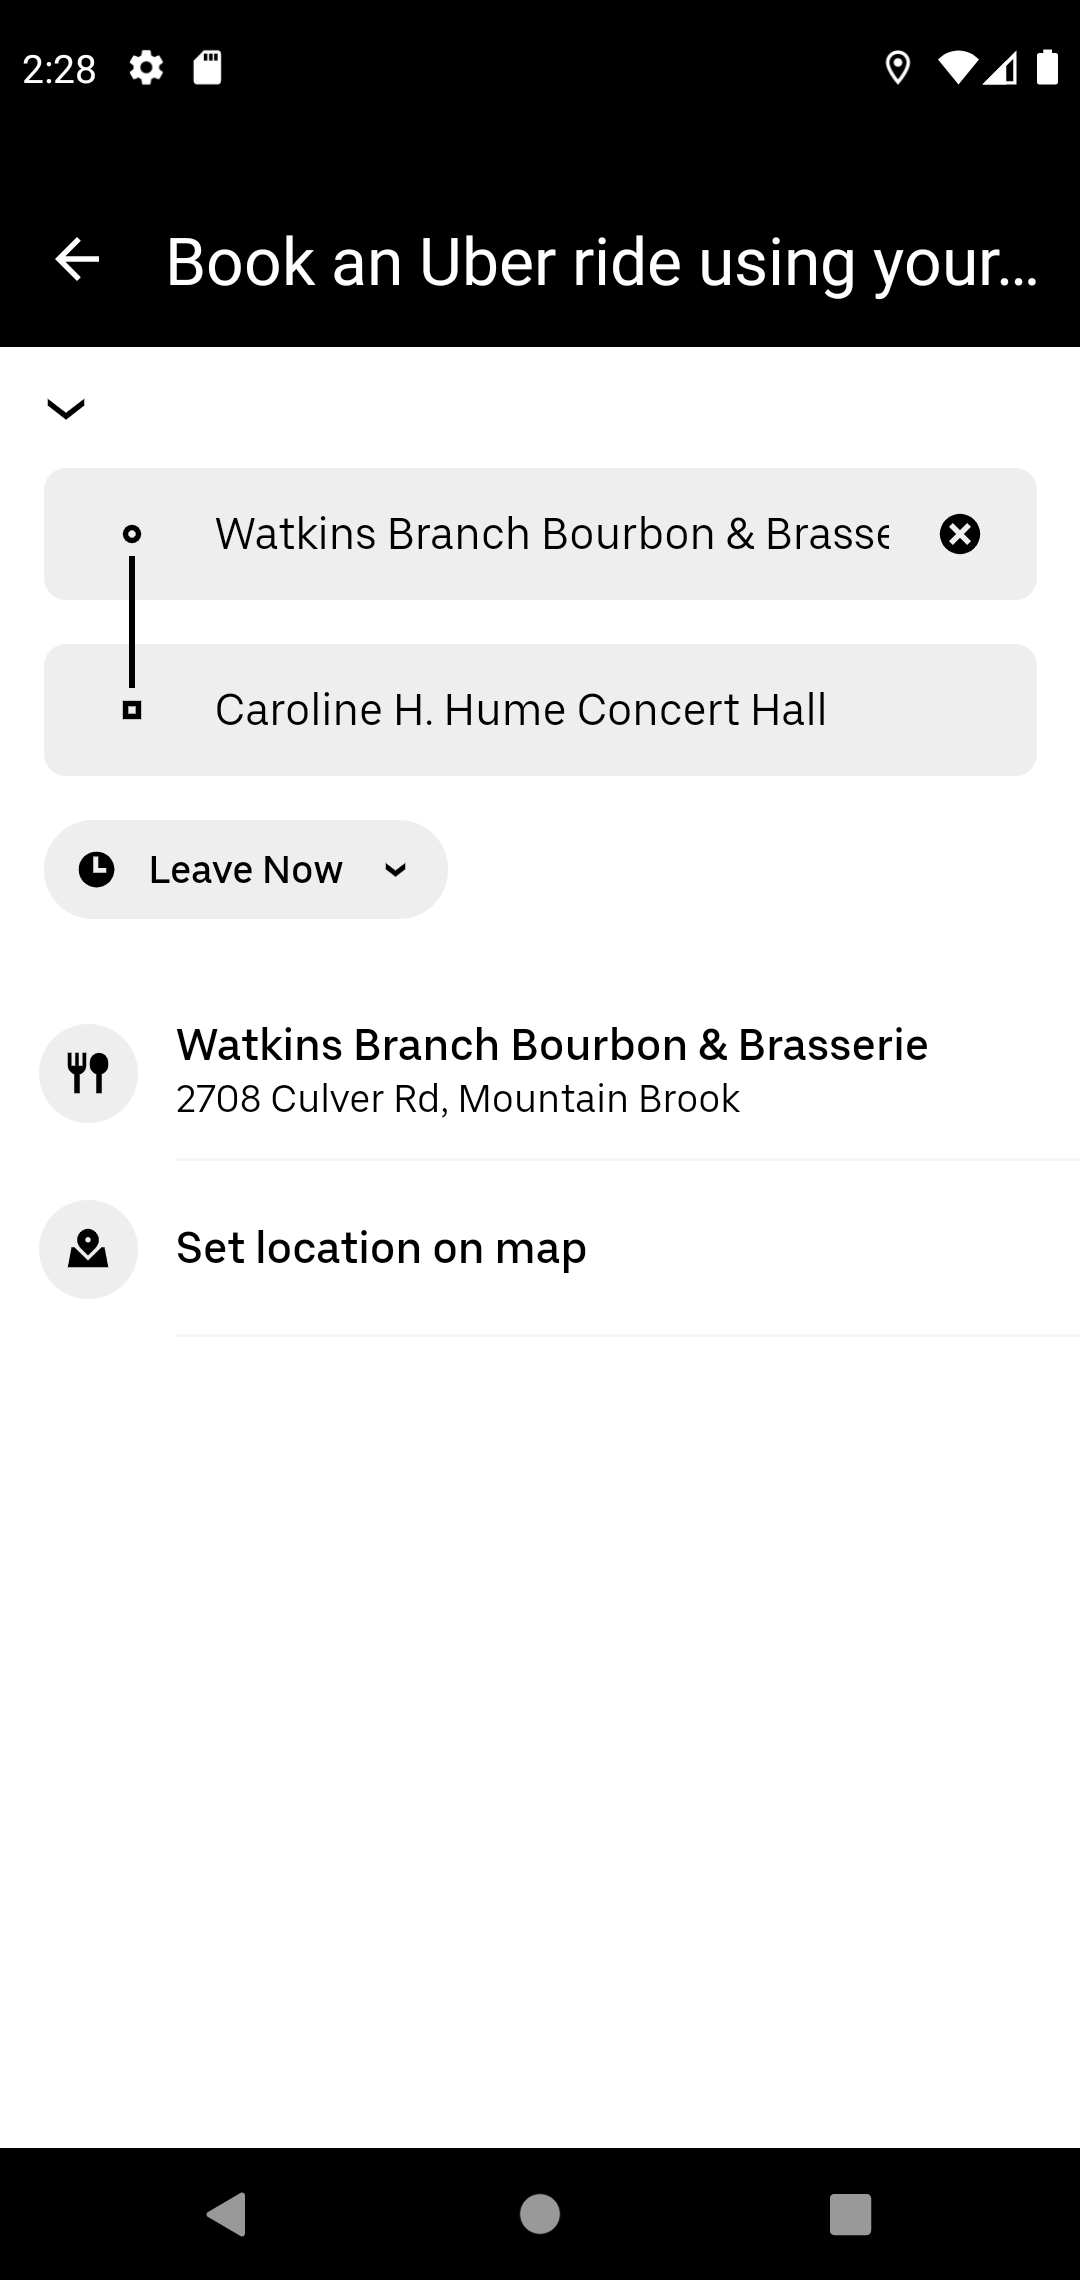 2:28
Book an Uber ride using your...
Watkins Branch Bourbon & Brasse
Caroline H. Hume Concert Hall
Leave Now
Watkins Branch Bourbon & Brasserie
2708 Culver Rd, Mountain Brook
Set location on map